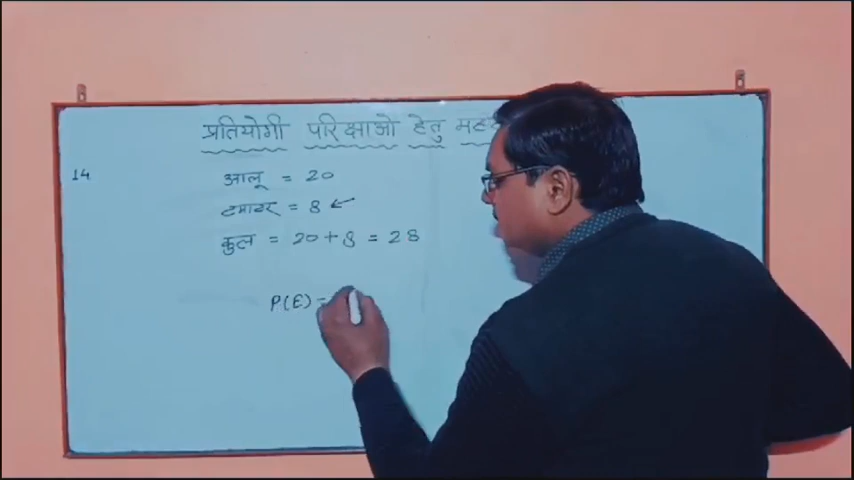 प्रतियोगी परिक्षाओ हेतु
14
आलू = 20
टमाटर = 8 ←
कुल = 20 + 8 = 28
P(E) =